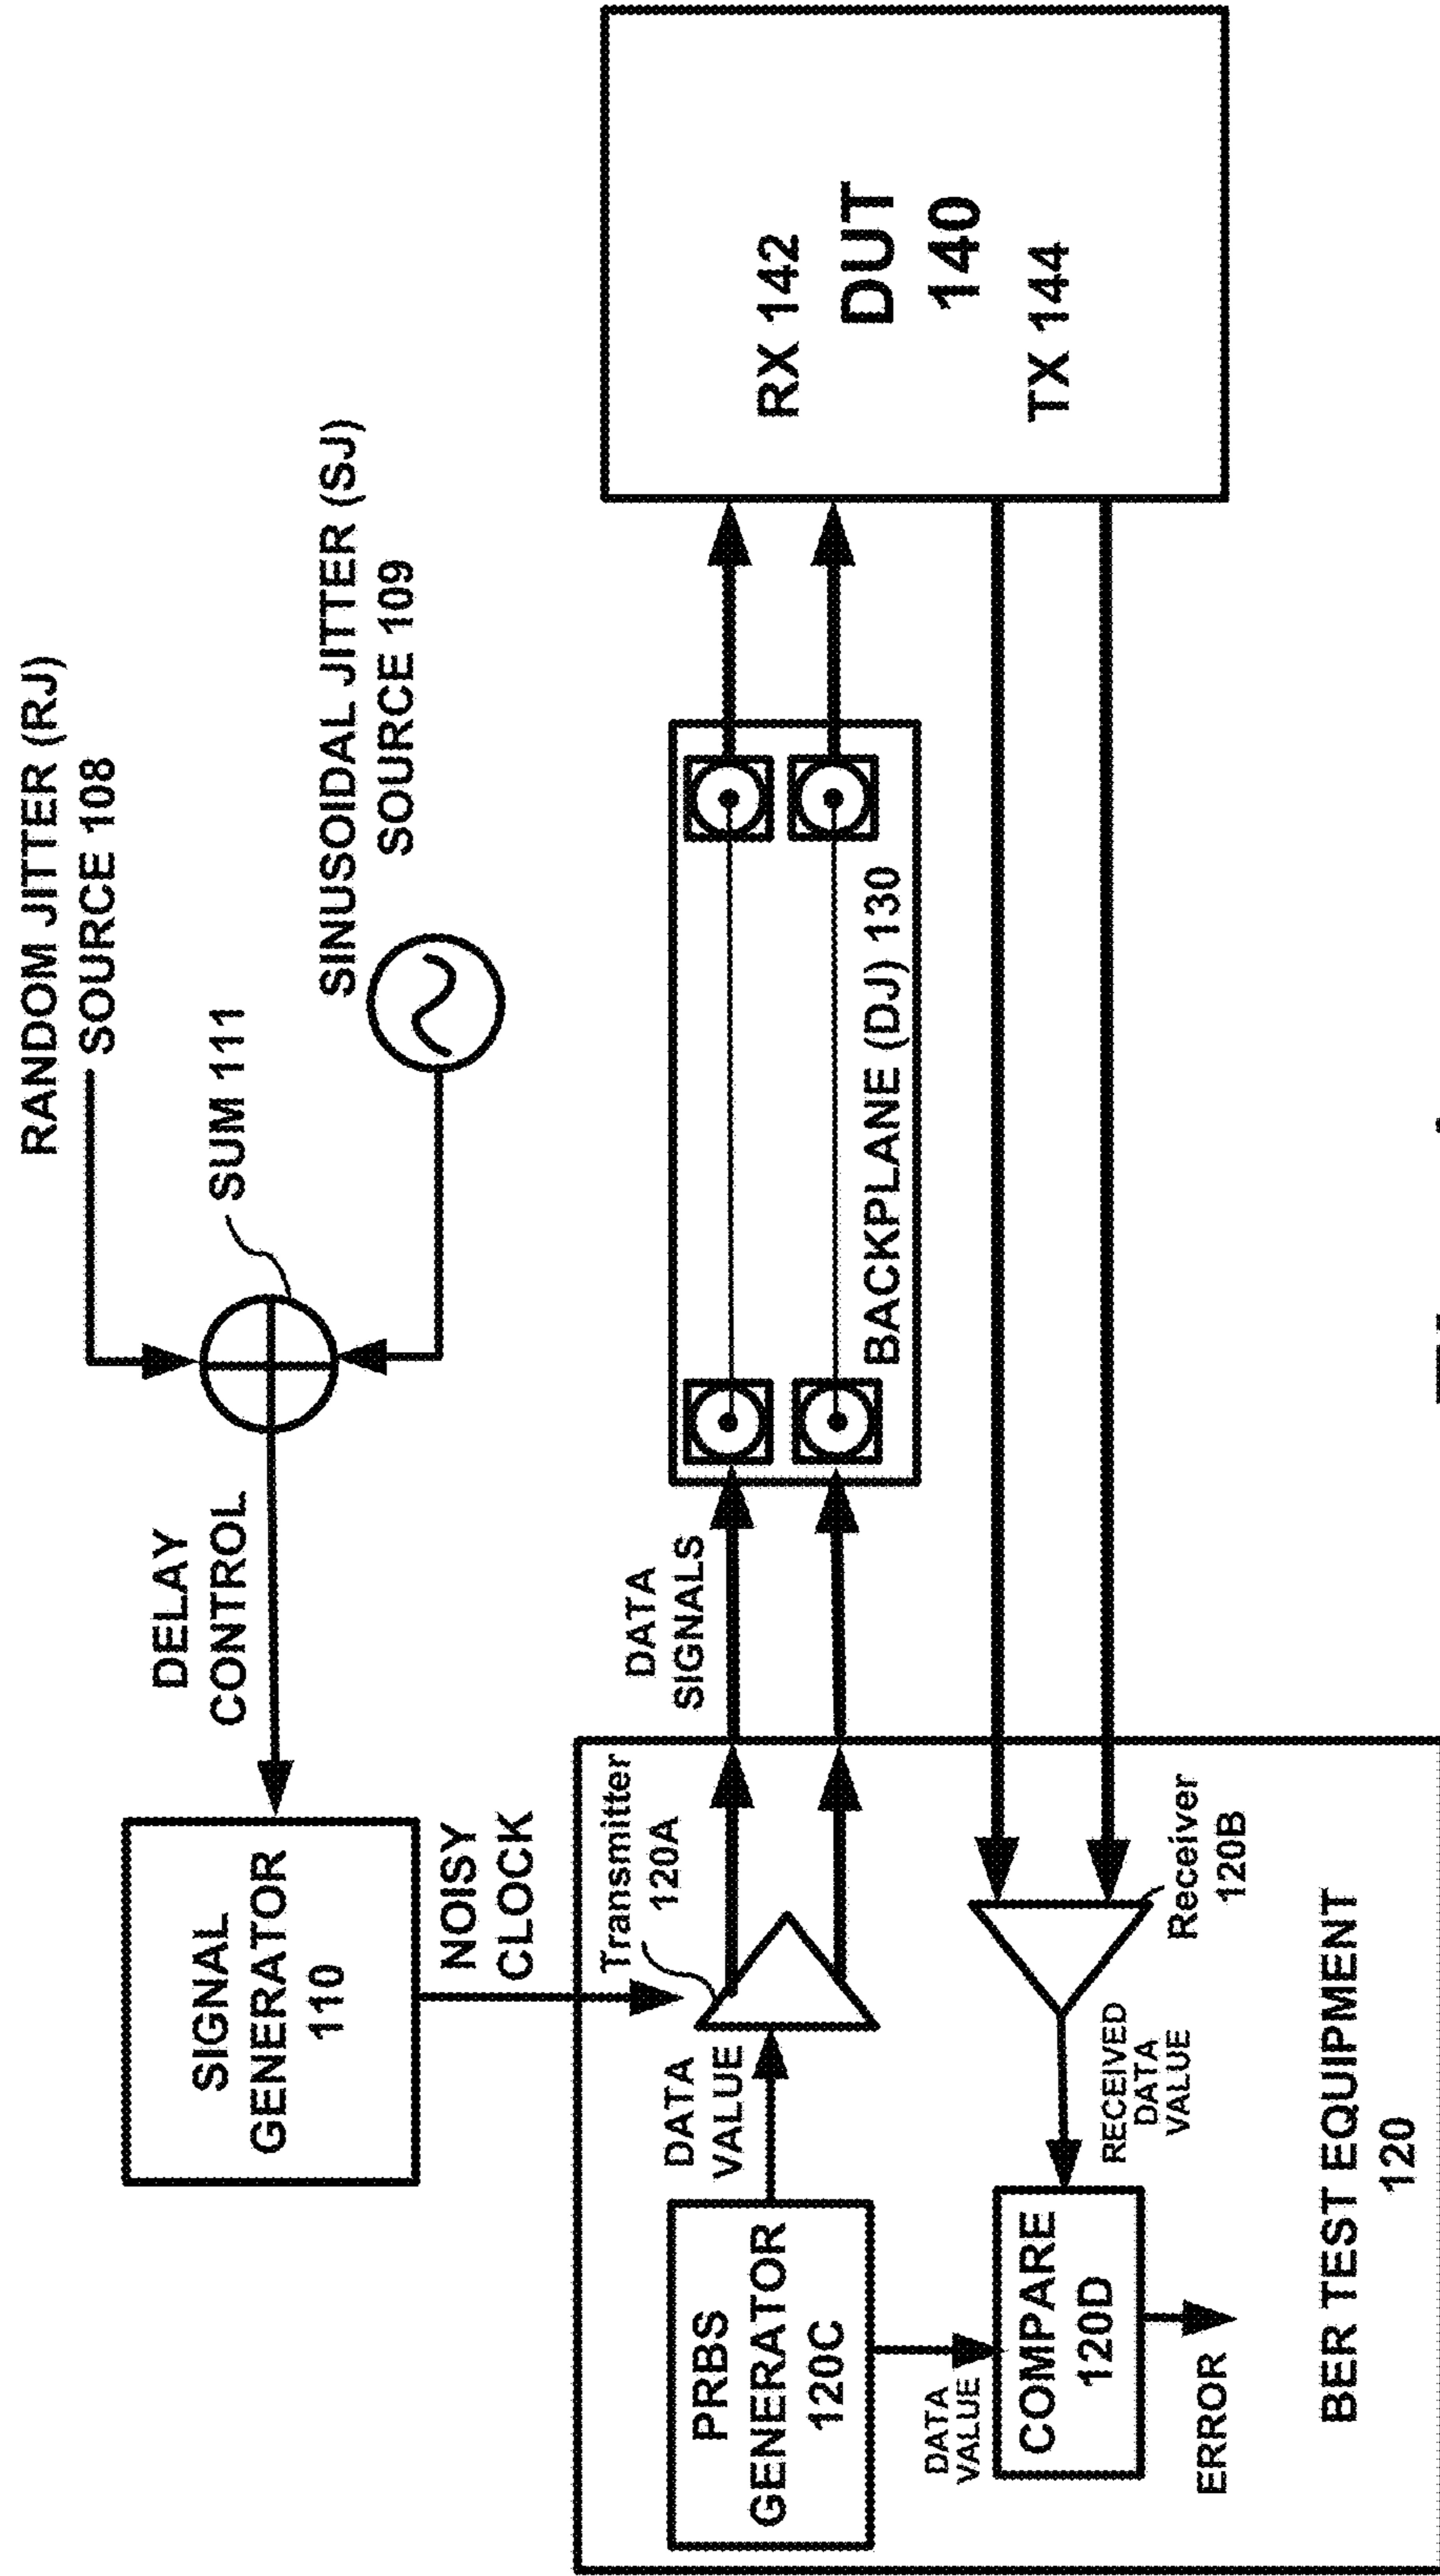 RANDOM JITTER (RJ)
SOURCE 108
SUM 111
DELAY
CONTROL
SINUSOIDAL JITTER (SJ)
SOURCE 109
SIGNAL
GENERATOR
110
NOISY
CLOCK
Transmitter
120A
DATA
SIGNALS
BACKPLANE (DJ) 130
RX 142
DUT
140
TX 144
PRBS
GENERATOR
120C
DATA
VALUE
DATA
VALUE
COMPARE
120D
RECEIVED
DATA
VALUE
Receiver
120B
ERROR
BER TEST EQUIPMENT
120